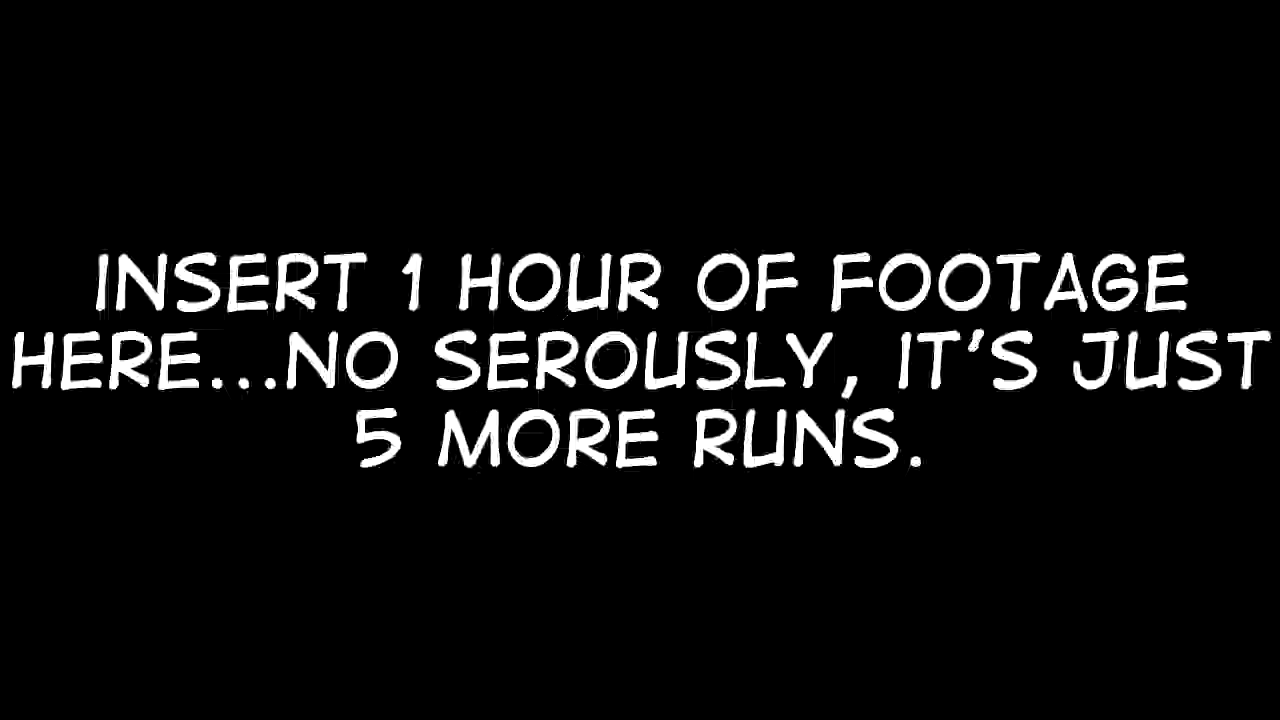 INSERT 1 HOUR OF FOOTAGE
HERE...NO SEROUSLY, IT'S JUST
5 MORE RUNS.